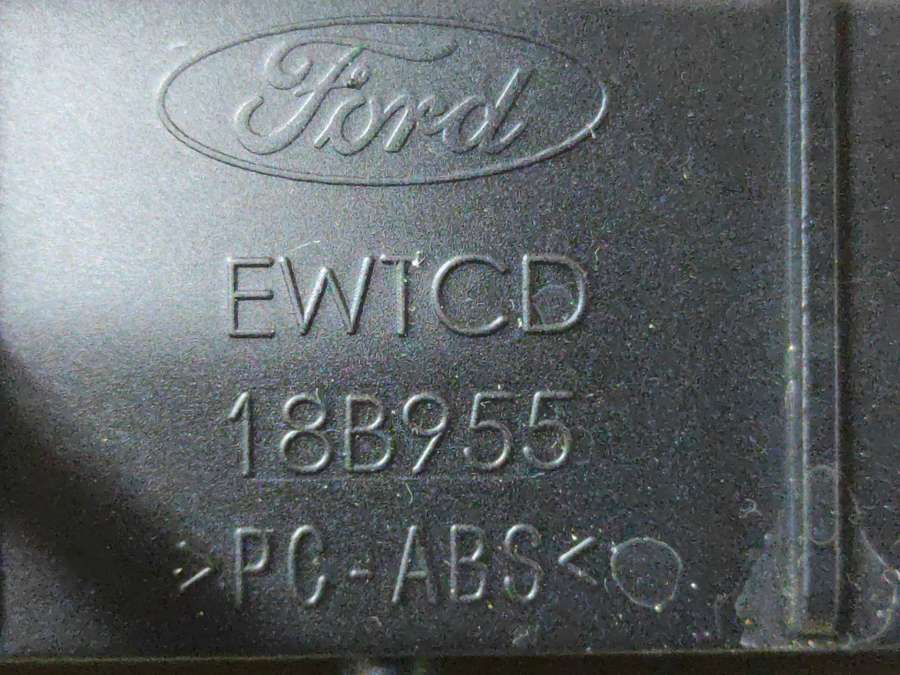 Ford
EWTCD
18B955
>PC-ABS<